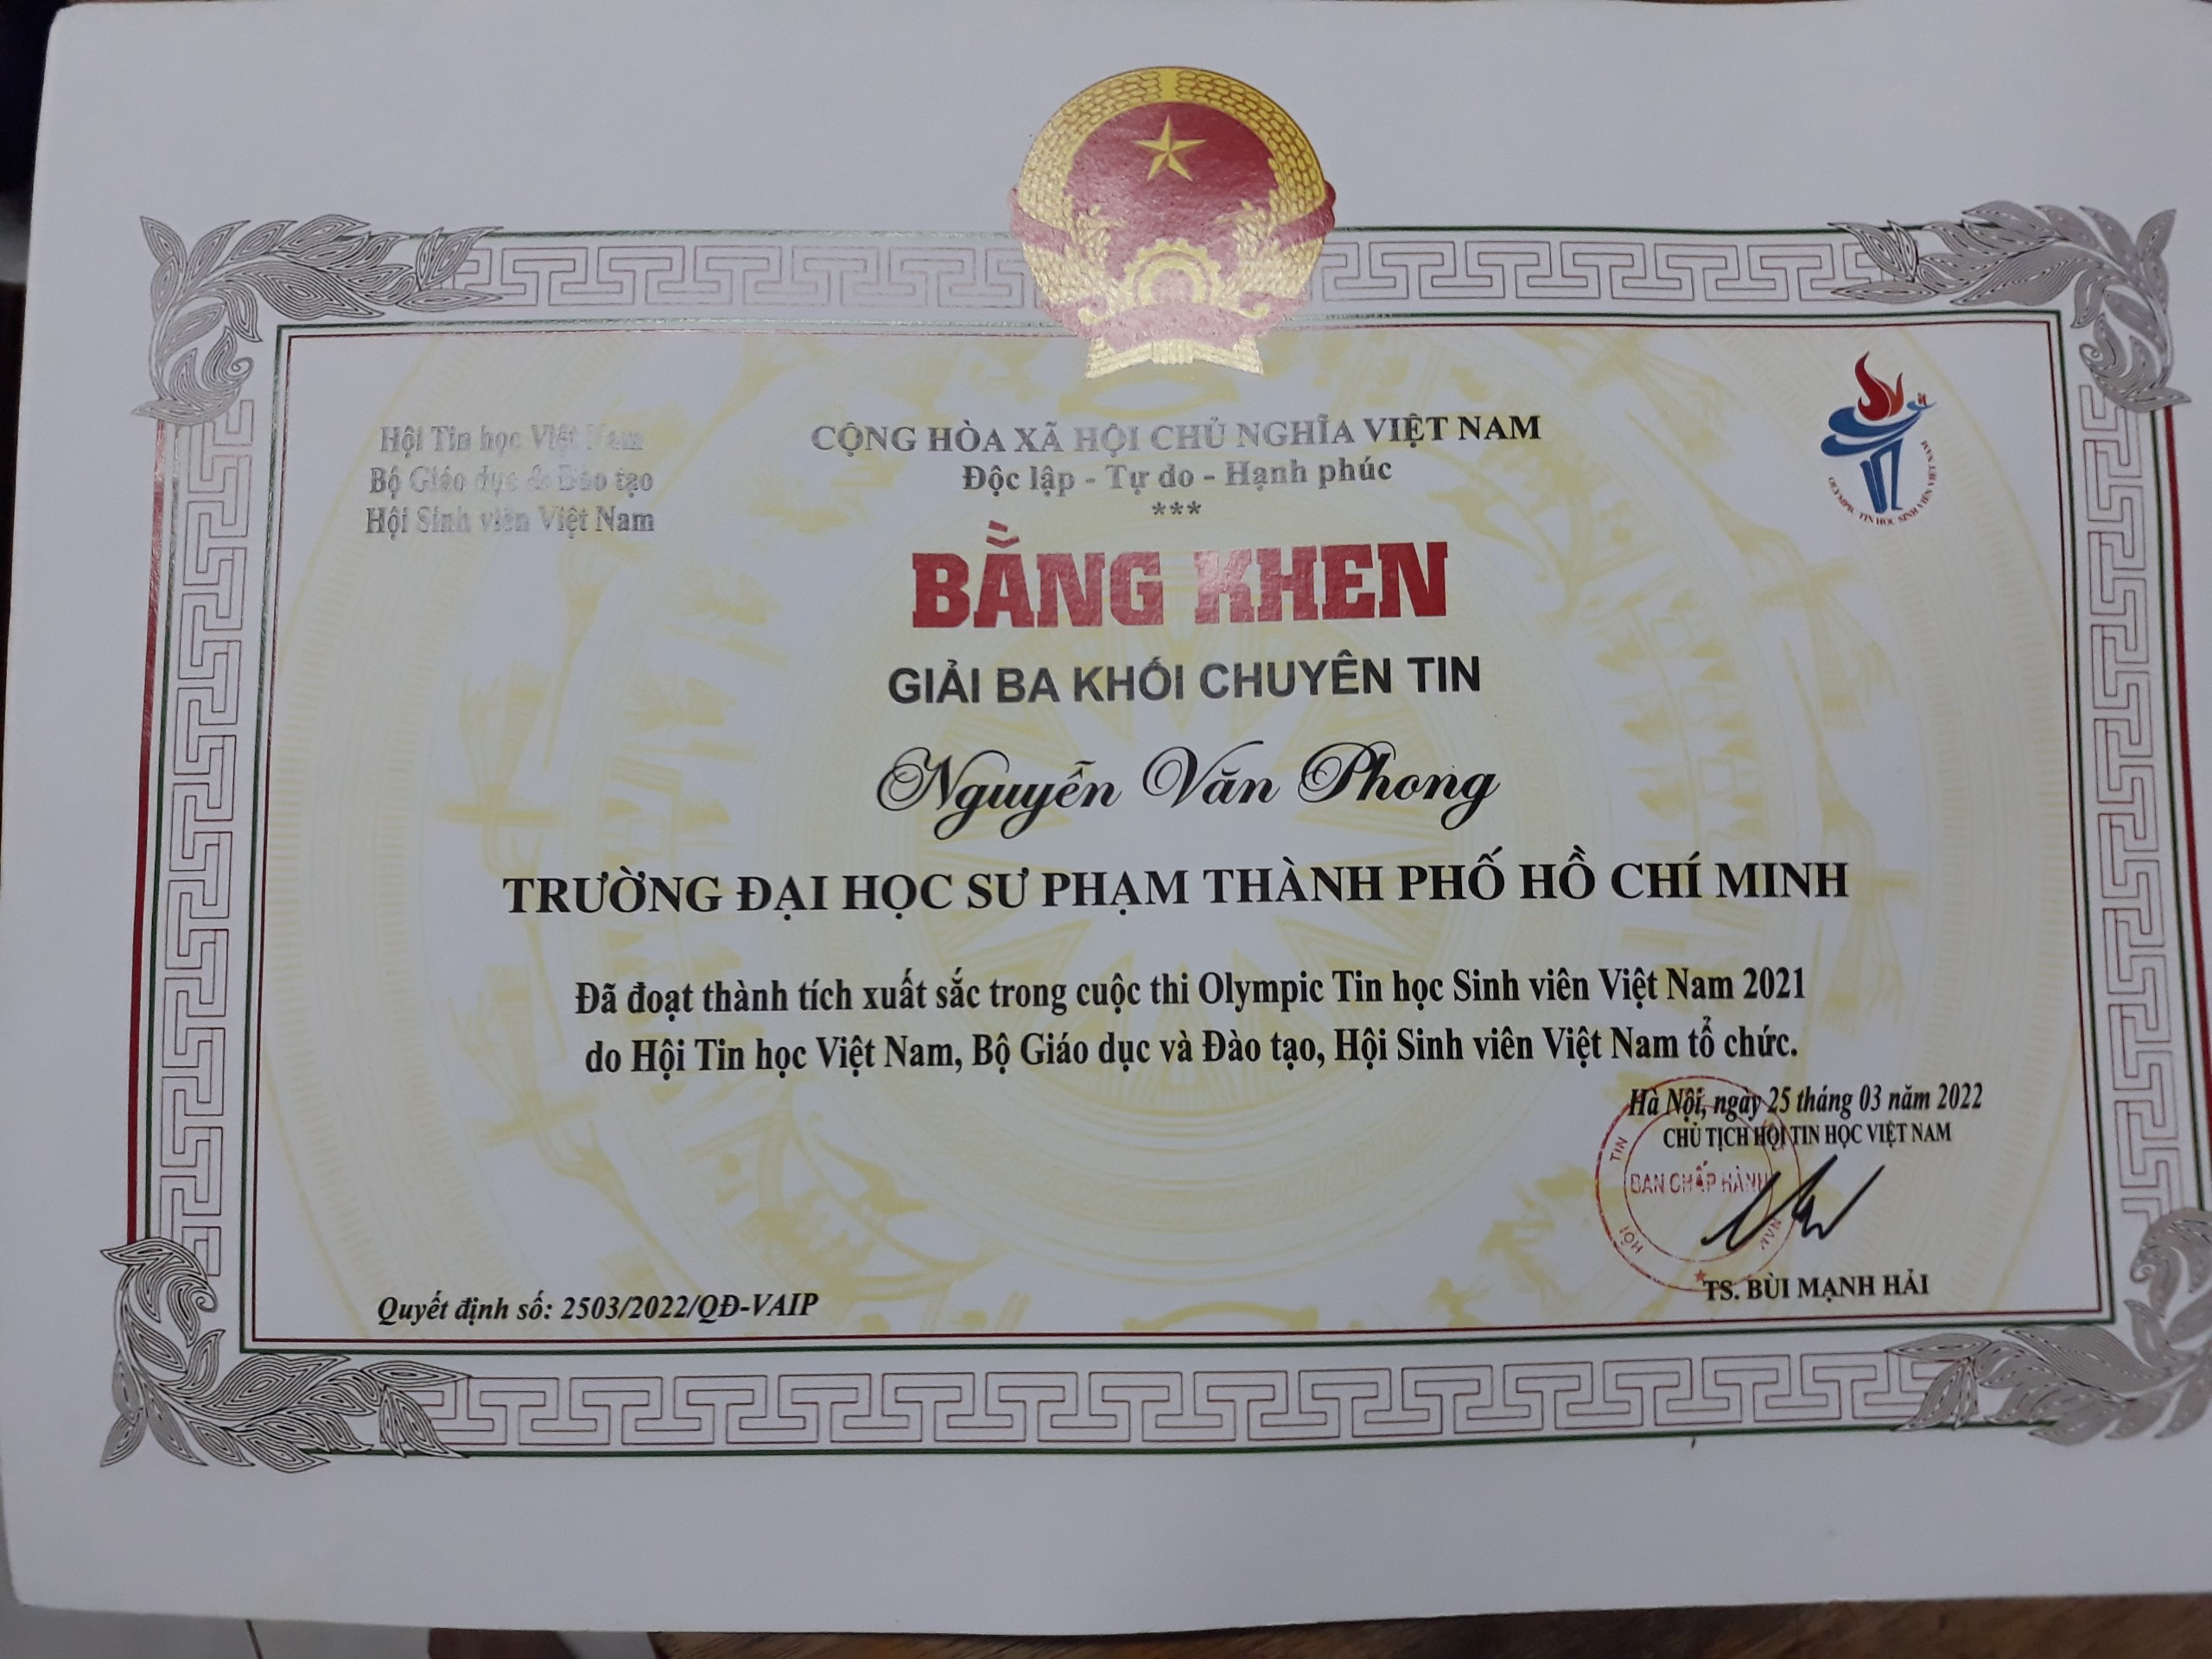 Hội Tin học Việt Nam
Bộ Giáo dục & Đào tạo
Hội Sinh viên Việt Nam
CỘNG HÒA XÃ HỘI CHỦ NGHĨA VIỆT NAM
Độc lập - Tự do - Hạnh phúc
***
OLYMPIC TIN HỌC SINH VIÊN VIỆT NAM
BẰNG KHEN
GIẢI BA KHỐI CHUYÊN TIN
Nguyễn Văn Phong
TRƯỜNG ĐẠI HỌC SƯ PHẠM THÀNH PHỐ HỒ CHÍ MINH
Đã đoạt thành tích xuất sắc trong cuộc thi Olympic Tin học Sinh viên Việt Nam 2021
do Hội Tin học Việt Nam, Bộ Giáo dục và Đào tạo, Hội Sinh viên Việt Nam tổ chức.
Hà Nội, ngày 25 tháng 03 năm 2022
CHỦ TỊCH HỘI TIN HỌC VIỆT NAM
HỘI TIN
NAM
BAN CHẤP HÀNH
TS. BÙI MẠNH HẢI
Quyết định số: 2503/2022/QĐ-VAIP